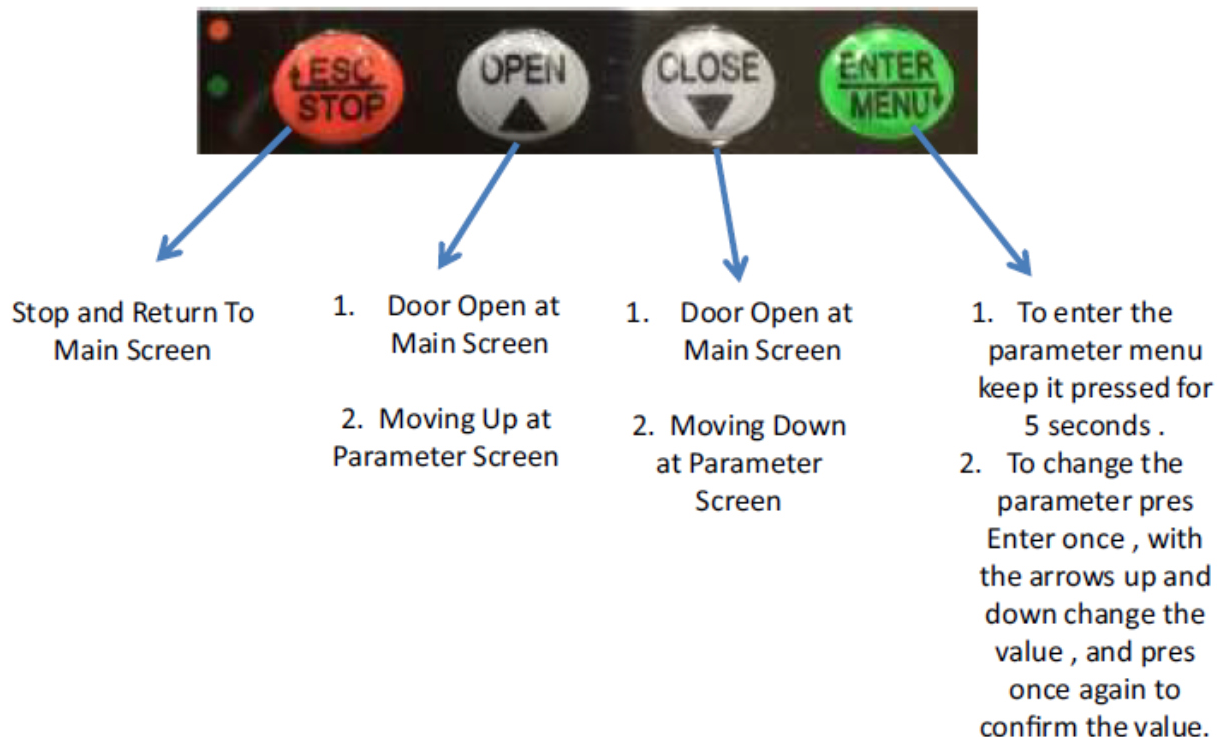 ESC
STOP
OPEN
CLOSE
ENTER
MENU
Stop and Return To
Main Screen
1. Door Open at
Main Screen
2. Moving Up at
Parameter Screen
1. Door Open at
Main Screen
2. Moving Down
at Parameter
Screen
1. To enter the
parameter menu
keep it pressed for
5 seconds .
2. To change the
parameter pres
Enter once , with
the arrows up and
down change the
value , and pres
once again to
confirm the value.